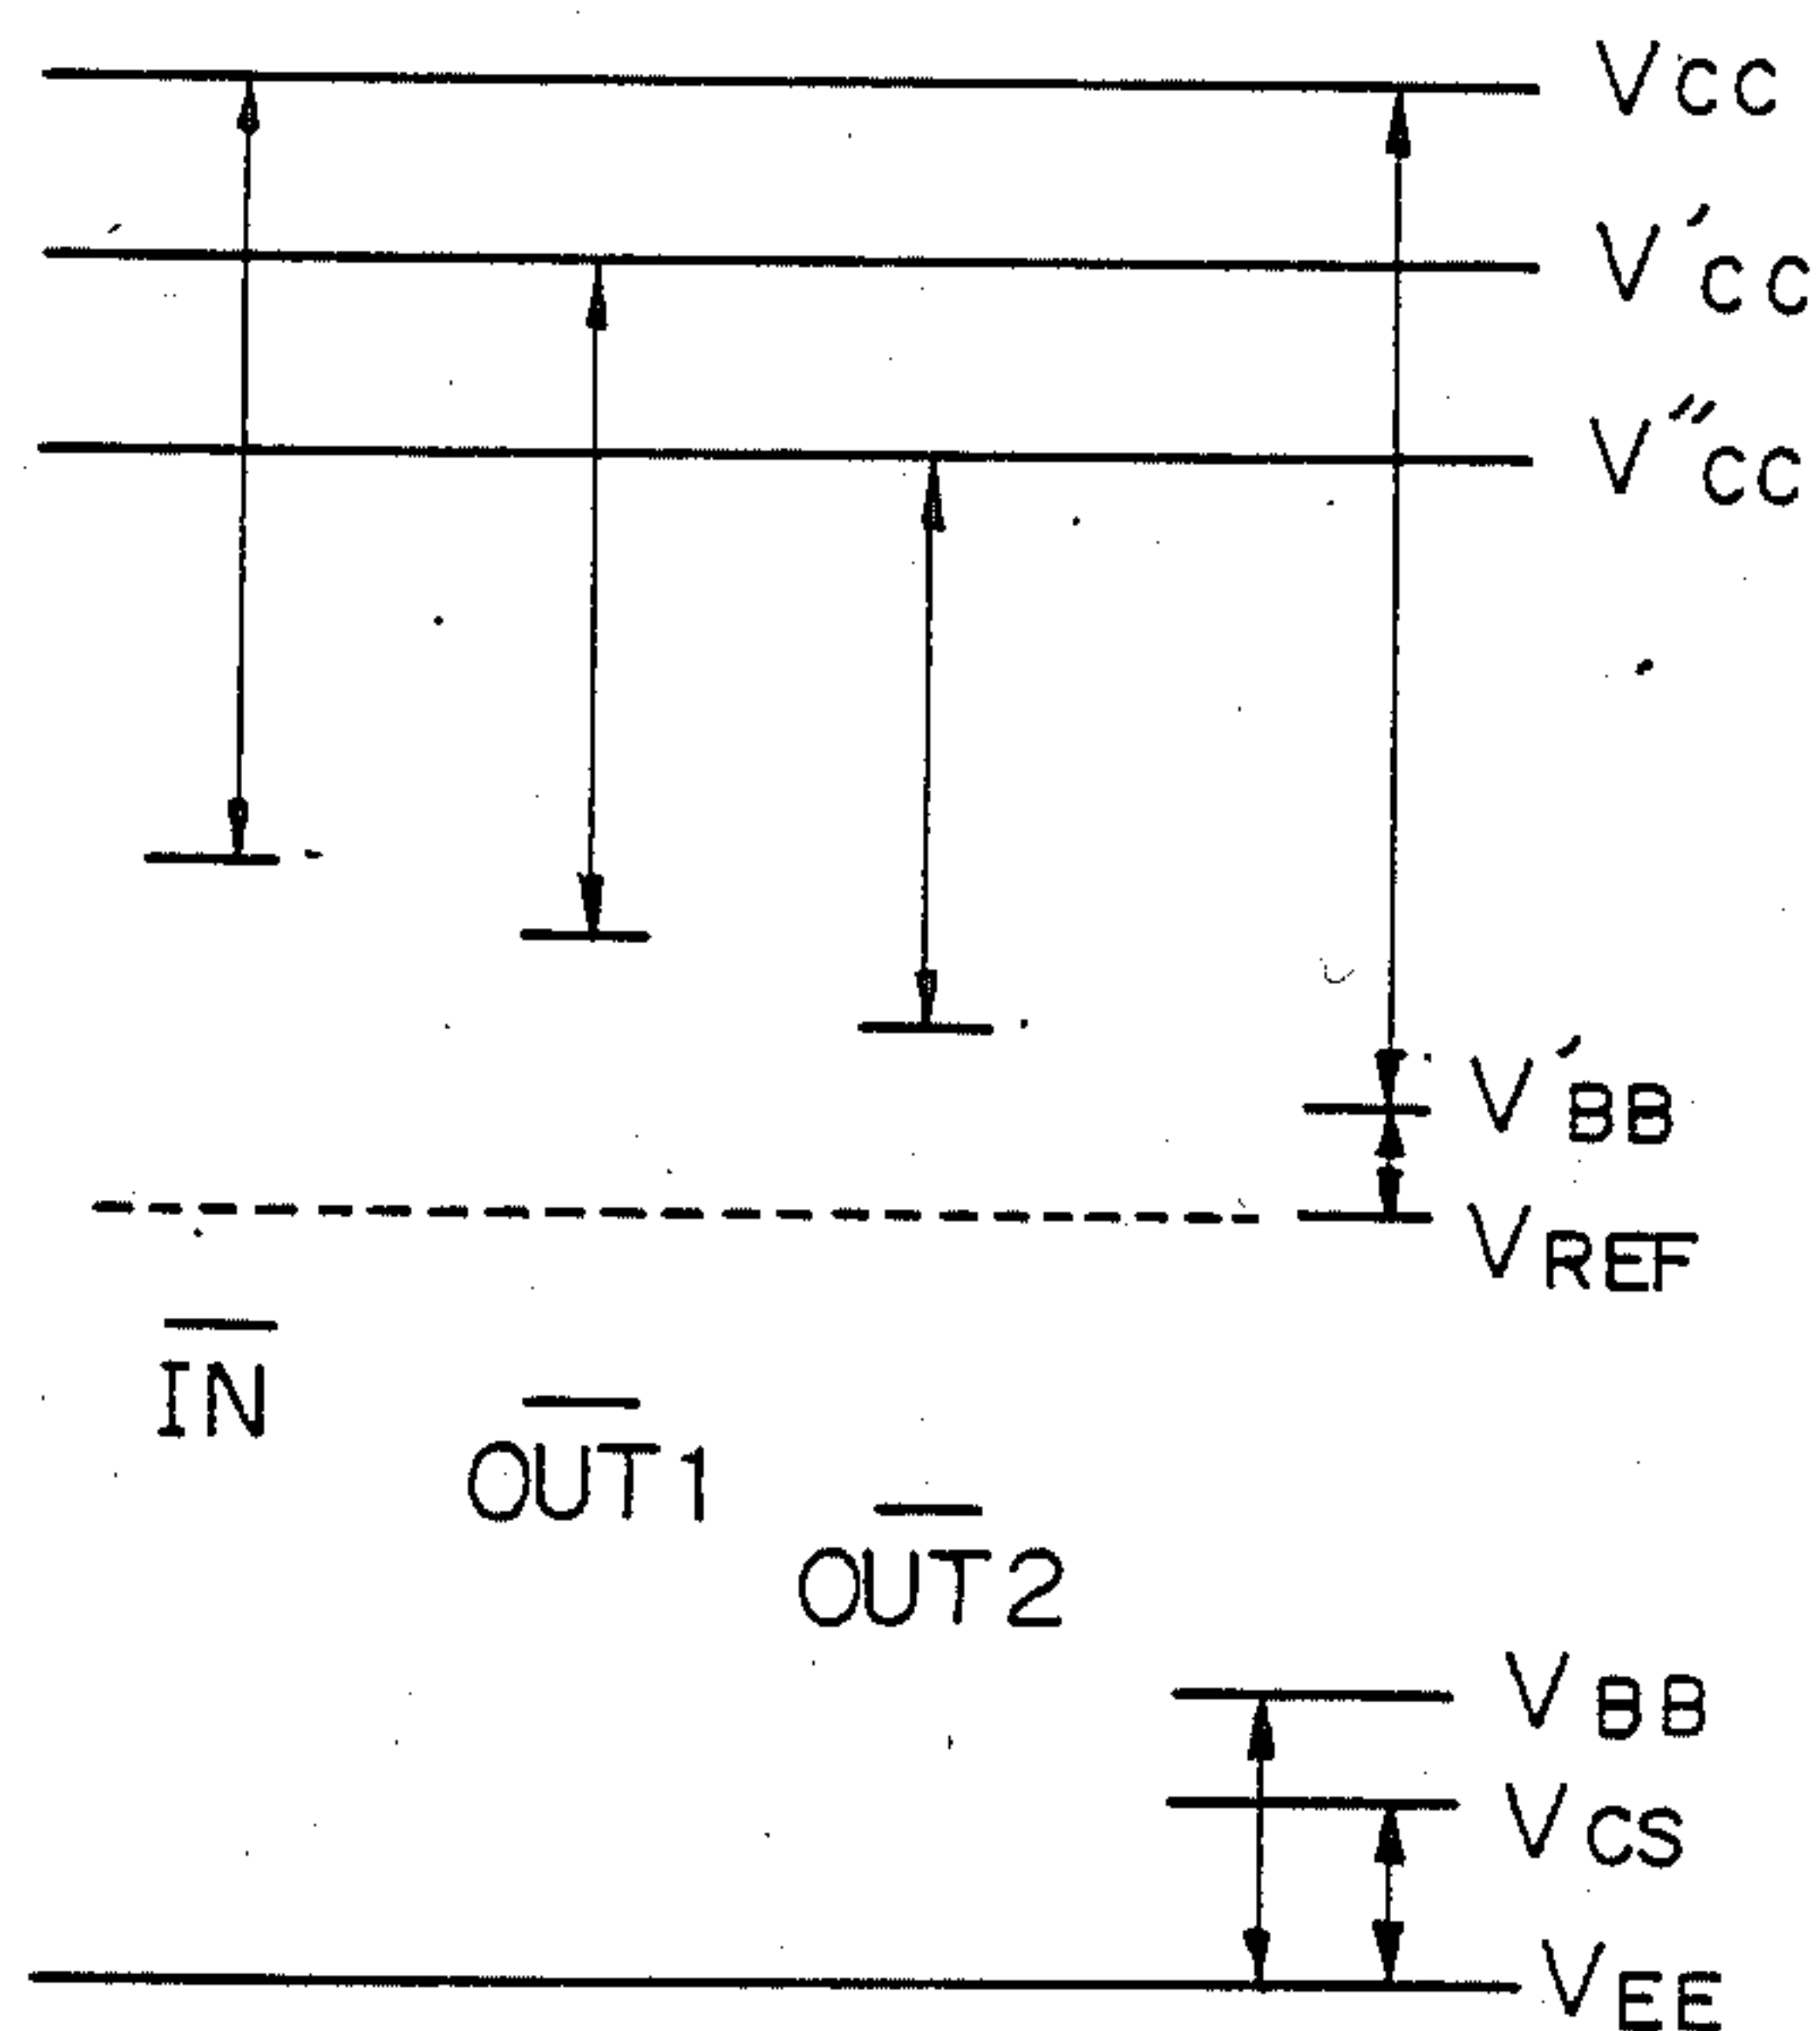 VCC
V'CC
V"CC
V'BB
VREF
IN
OUT1
OUT2
VBB
VCS
VEE